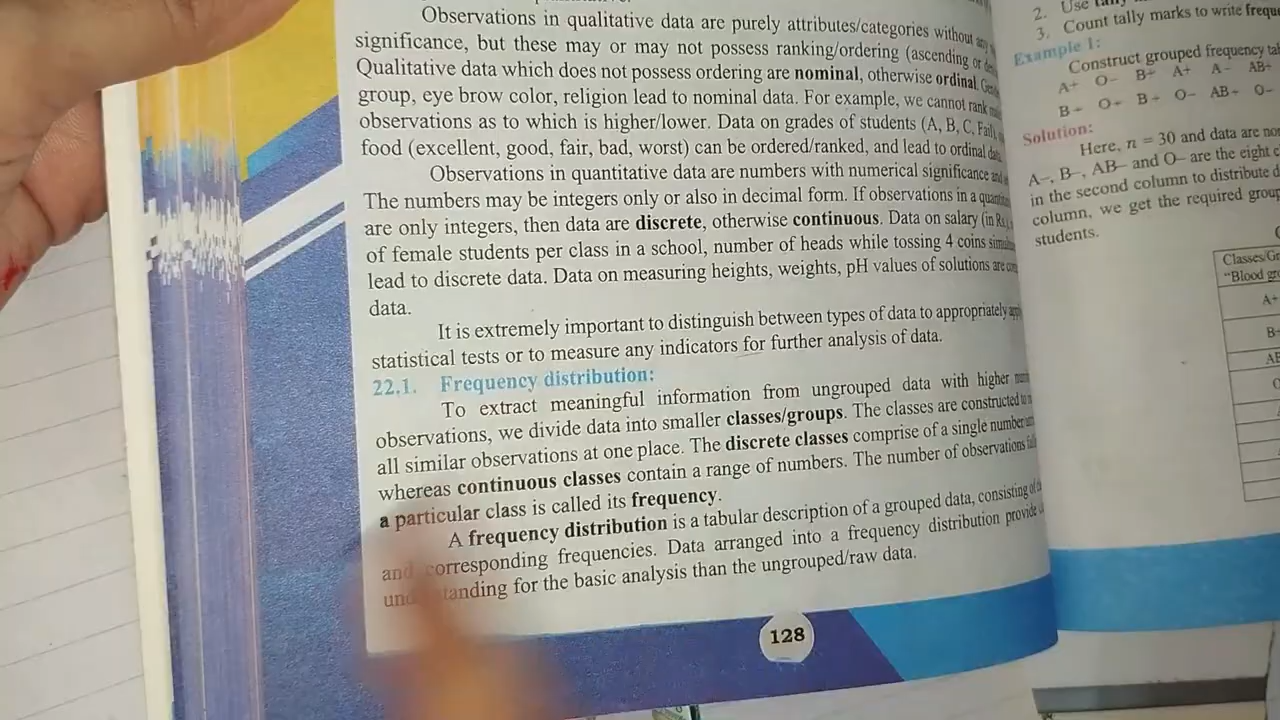 Observations in qualitative data are purely attributes/categories without
significance, but these may or may not possess ranking/ordering (ascending or
Qualitative data which does not possess ordering are nominal, otherwise ordinal.
group, eye brow color, religion lead to nominal data. For example, we cannot rank
observations as to which is higher/lower. Data on grades of students (A, B, C, Fail),
food (excellent, good, fair, bad, worst) can be ordered/ranked, and lead to ordinal data.
Observations in quantitative data are numbers with numerical significance
The numbers may be integers only or also in decimal form. If observations in a
are only integers, then data are discrete, otherwise continuous. Data on salary (in Rs.),
of female students per class in a school, number of heads while tossing 4 coins
lead to discrete data. Data on measuring heights, weights, pH values of solutions are
data.
It is extremely important to distinguish between types of data to appropriately
statistical tests or to measure any indicators for further analysis of data.
22.1. Frequency distribution:
To extract meaningful information from ungrouped data with higher
observations, we divide data into smaller classes/groups. The classes are constructed to
all similar observations at one place. The discrete classes comprise of a single number
whereas continuous classes contain a range of numbers. The number of observations
a particular class is called its frequency.
A frequency distribution is a tabular description of a grouped data, consisting of
and corresponding frequencies. Data arranged into a frequency distribution provide
for the basic analysis than the ungrouped/raw data.
128
2. Use
3. Count tally marks to write
Example 1:
Construct grouped frequency
A+ O− B+ A+ A− AB+
B+ O+ B+ O− AB+ O−
Solution:
Here, n = 30 and data are
A−, B−, AB− and O− are the eight
in the second column to distribute
column, we get the required
students.
"Blood
A+